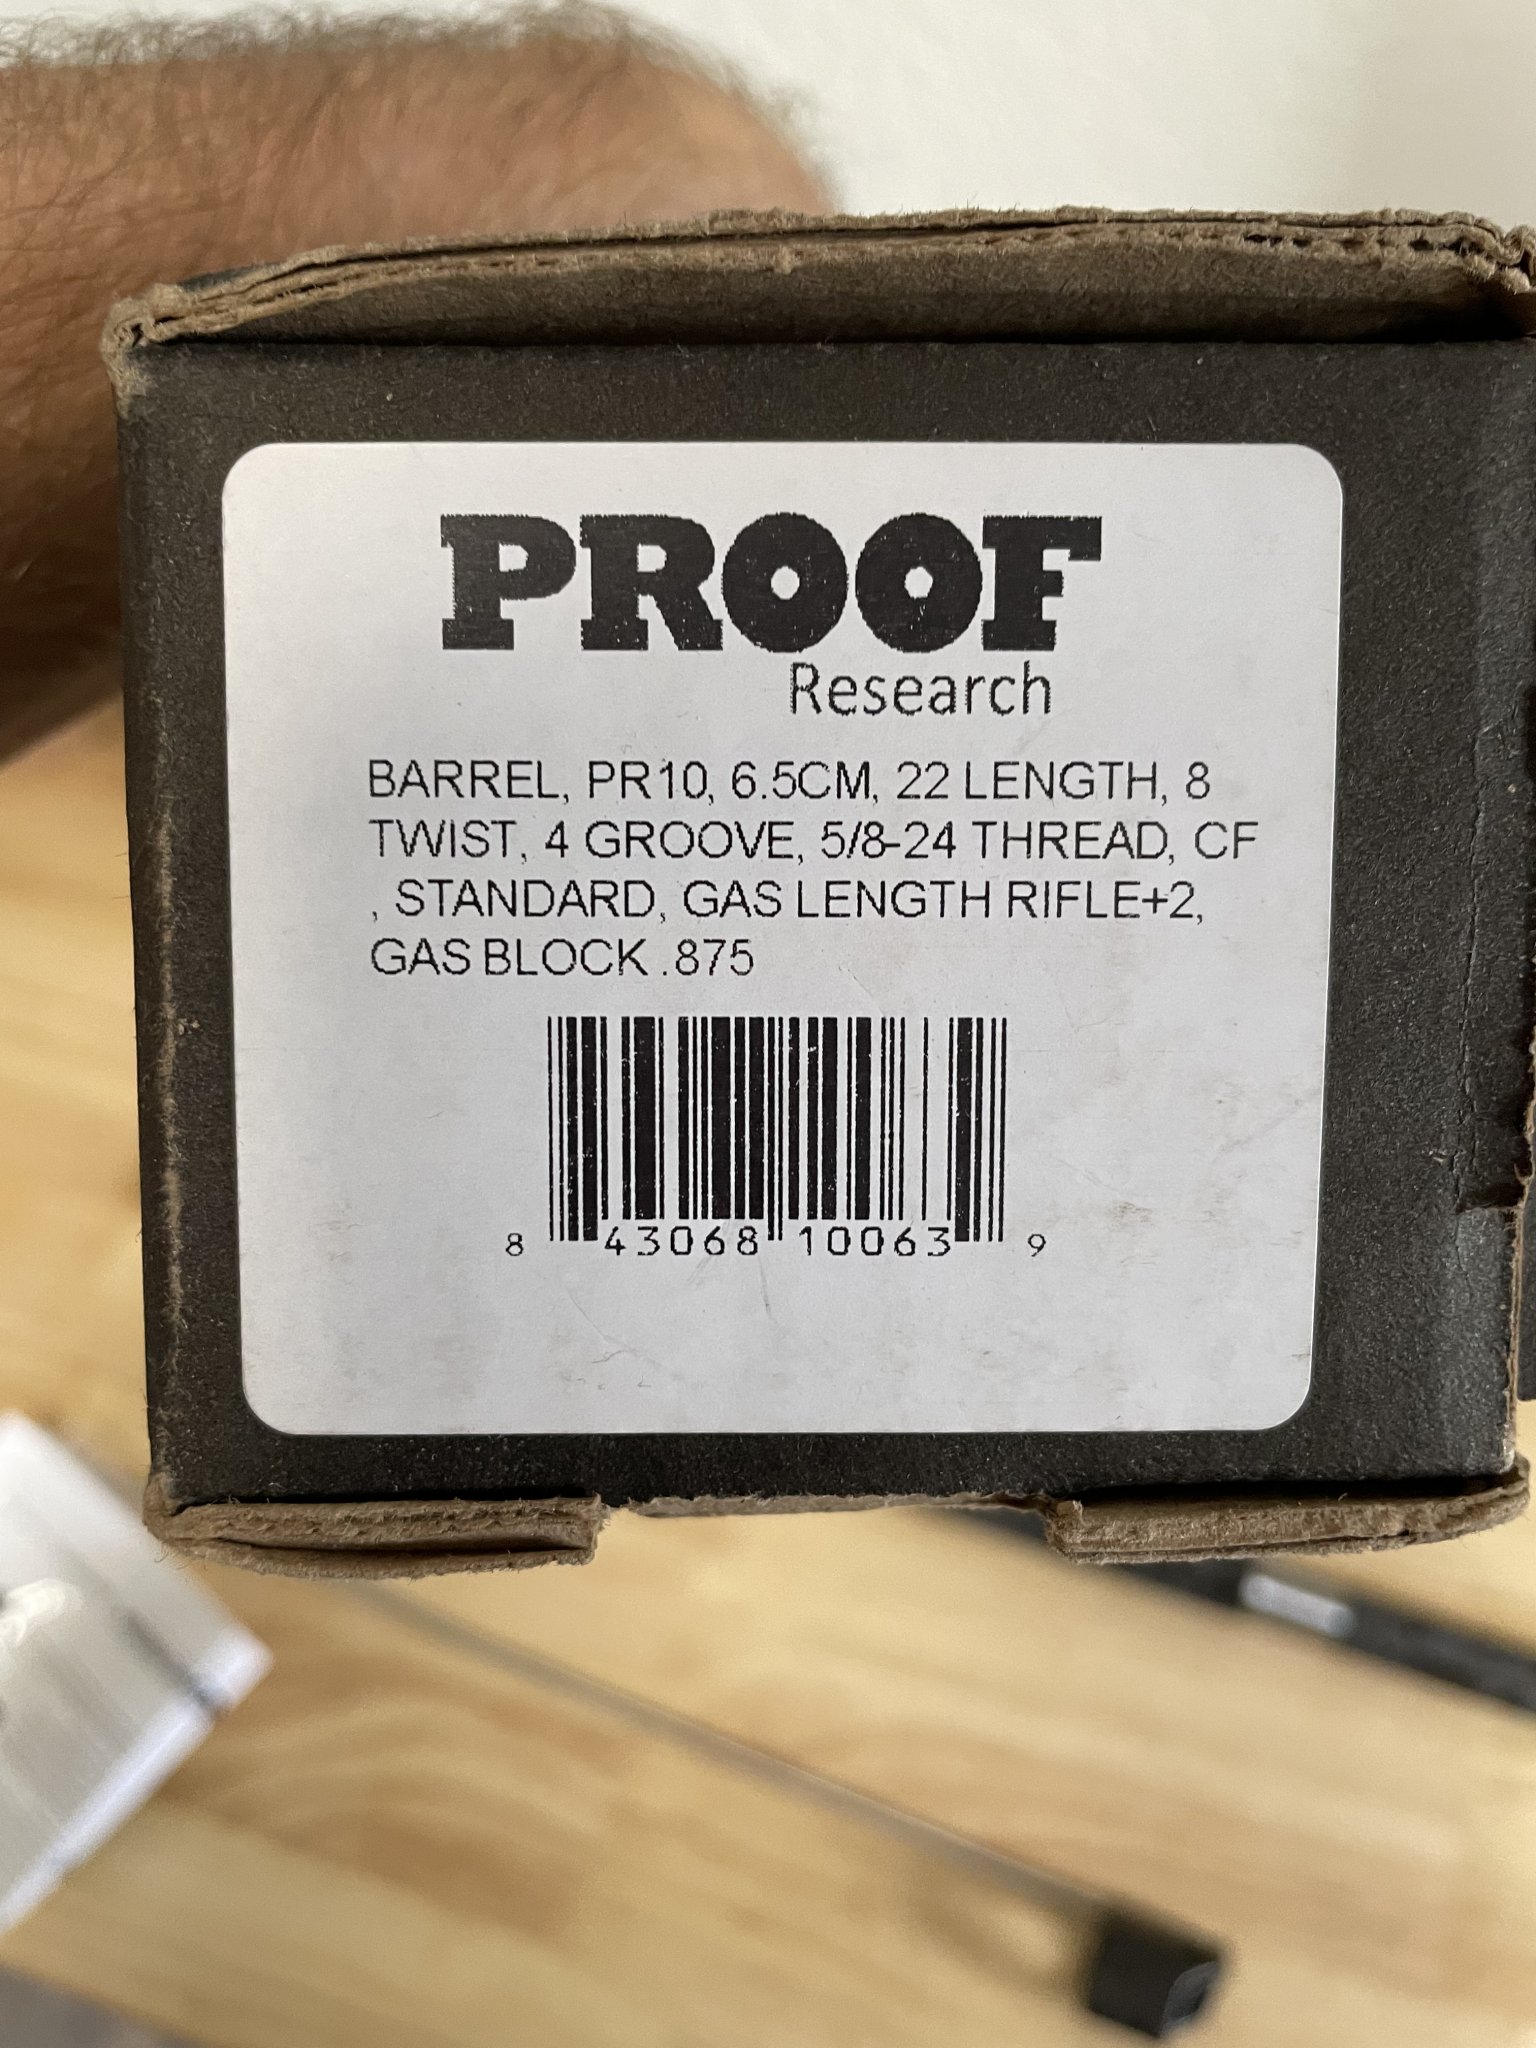 PROOF
Research
BARREL, PR10, 6.5CM, 22 LENGTH, 8
TWIST, 4 GROOVE, 5/8-24 THREAD, CF
, STANDARD, GAS LENGTH RIFLE+2,
GAS BLOCK .875
8 43068 10063 9